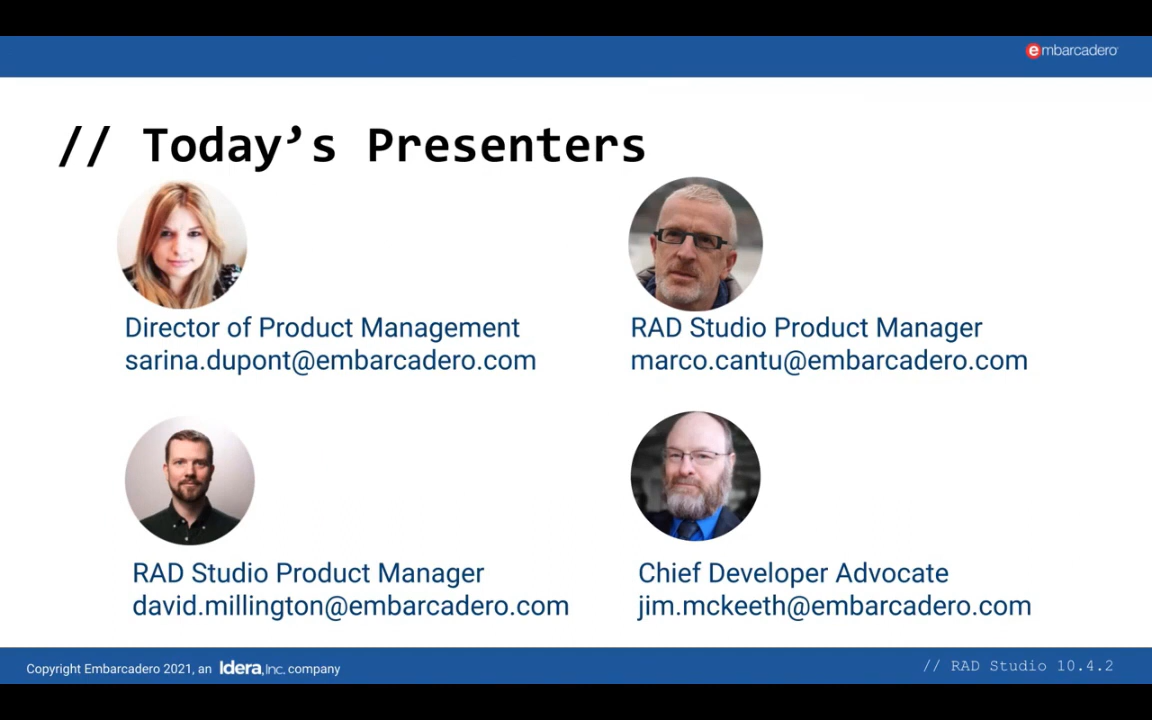 embarcadero
// Today’s Presenters
Director of Product Management
sarina.dupont@embarcadero.com
RAD Studio Product Manager
marco.cantu@embarcadero.com
RAD Studio Product Manager
david.millington@embarcadero.com
Chief Developer Advocate
jim.mckeeth@embarcadero.com
Copyright Embarcadero 2021, an Idera, Inc. company
// RAD Studio 10.4.2